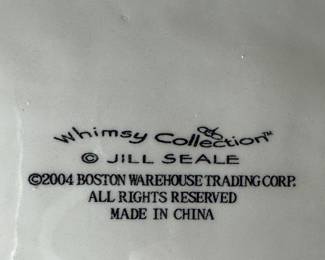 Whimsy Collection™
© JILL SEALE
©2004 BOSTON WAREHOUSE TRADING CORP.
ALL RIGHTS RESERVED
MADE IN CHINA